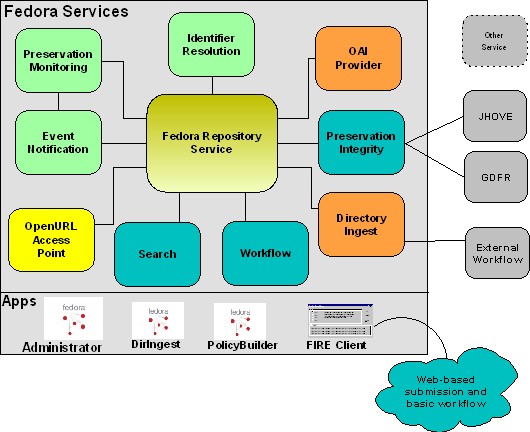 Fedora Services
Preservation
Monitoring
Identifier
Resolution
OAI
Provider
Other
Service
Event
Notification
Fedora Repository
Service
Preservation
Integrity
JHOVE
GDFR
OpenURL
Access
Point
Search
Workflow
Directory
Ingest
External
Workflow
Apps
fedora
fedora
fedora
Administrator
DirIngest
PolicyBuilder
FIRE Client
Web-based
submission and
basic workflow